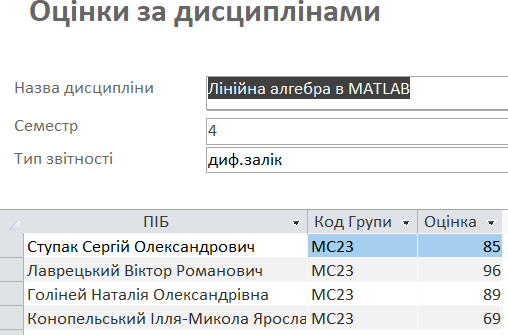 Оцінки за дисциплінами
Назва дисципліни Лінійна алгебра в MATLAB
Семестр 4
Тип звітності диф.залік
ПІБ Код Групи Оцінка
Ступак Сергій Олександрович МС23 85
Лаврецький Віктор Романович МС23 96
Голіней Наталія Олександрівна МС23 89
Конопельський Ілля-Микола Яросла МС23 69